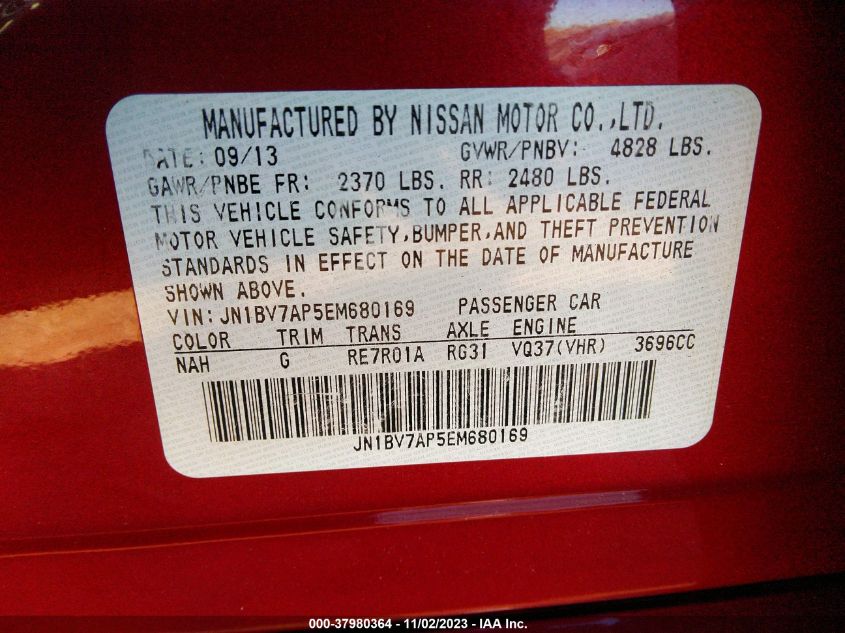 MANUFACTURED BY NISSAN MOTOR CO.,LTD.
DATE: 09/13 GVWR/PNBV: 4828 LBS.
GAWR/PNBE FR: 2370 LBS. RR: 2480 LBS.
THIS VEHICLE CONFORMS TO ALL APPLICABLE FEDERAL
MOTOR VEHICLE SAFETY,BUMPER,AND THEFT PREVENTION
STANDARDS IN EFFECT ON THE DATE OF MANUFACTURE
SHOWN ABOVE.
VIN:JN1BV7AP5EM680169 PASSENGER CAR
COLOR TRIM TRANS AXLE ENGINE
NAH G RE7R01A RG31 VQ37(VHR) 3696CC
JN1BV7AP5EM680169
000-37980364 - 11/02/2023 - IAA Inc.